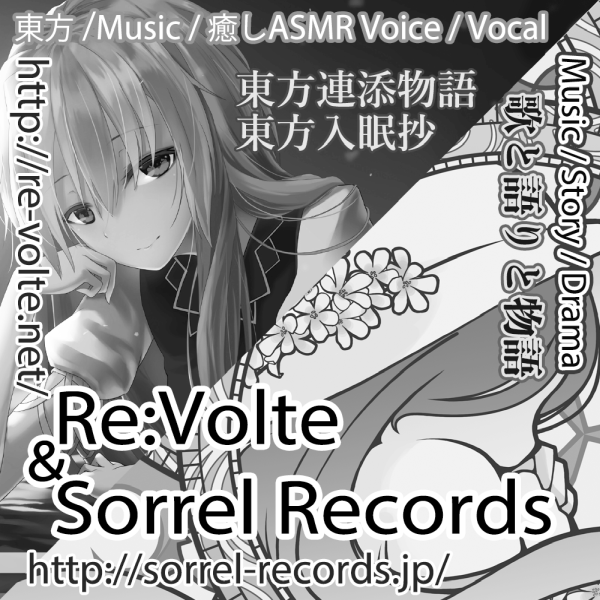 東方 /Music / 癒しASMR Voice / Vocal
東方連添物語
東方入眠抄
http://re-volte.net/
Music / Story / Drama
歌と語りと物語
Re:Volte
&
Sorrel Records
http://sorrel-records.jp/